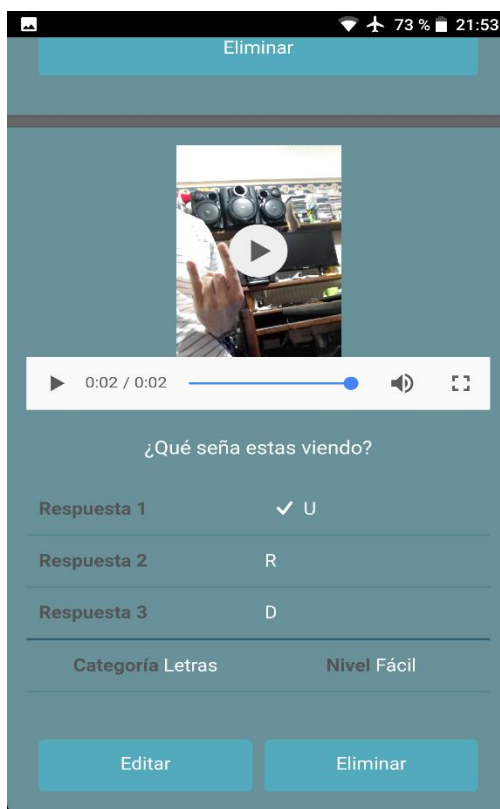 73 % 21:53
Eliminar
0:02 / 0:02
¿Qué seña estas viendo?
Respuesta 1 U
Respuesta 2 R
Respuesta 3 D
Categoría Letras Nivel Fácil
Editar Eliminar